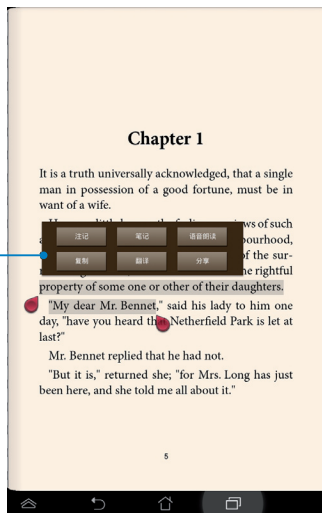 Chapter 1
It is a truth universally acknowledged, that a single
man in possession of a good fortune, must be in
want of a wife.
ws of such
注记 笔记 语音朗读
bourhood,
复制 翻译 分享
f the sur-
he rightful
property of some one or other of their daughters.
"My dear Mr. Bennet," said his lady to him one
day, "have you heard that Netherfield Park is let at
last?"
Mr. Bennet replied that he had not.
"But it is," returned she; "for Mrs. Long has just
been here, and she told me all about it."
5